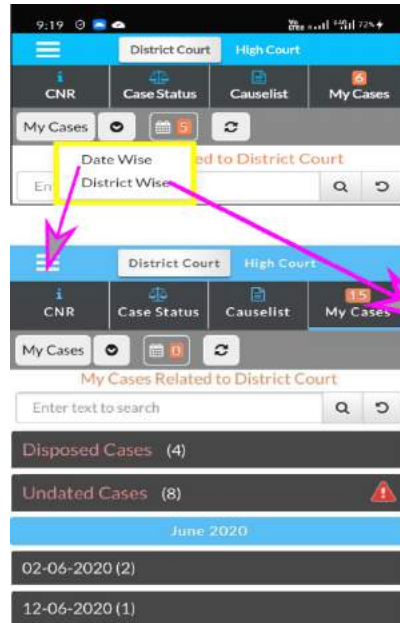 9:19
72%
District Court High Court
6
CNR Case Status Causelist My Cases
My Cases 5
Date Wise ed to District Court
En District Wise
District Court High Court
15
CNR Case Status Causelist My Cases
My Cases 0
My Cases Related to District Court
Enter text to search
Disposed Cases (4)
Undated Cases (8)
June 2020
02-06-2020 (2)
12-06-2020 (1)